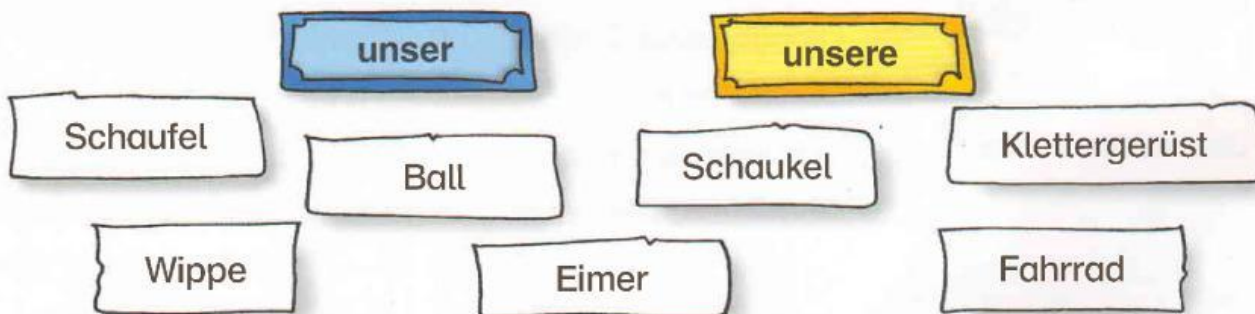 unser
unsere
Schaufel
Ball
Schaukel
Klettergerüst
Wippe
Eimer
Fahrrad